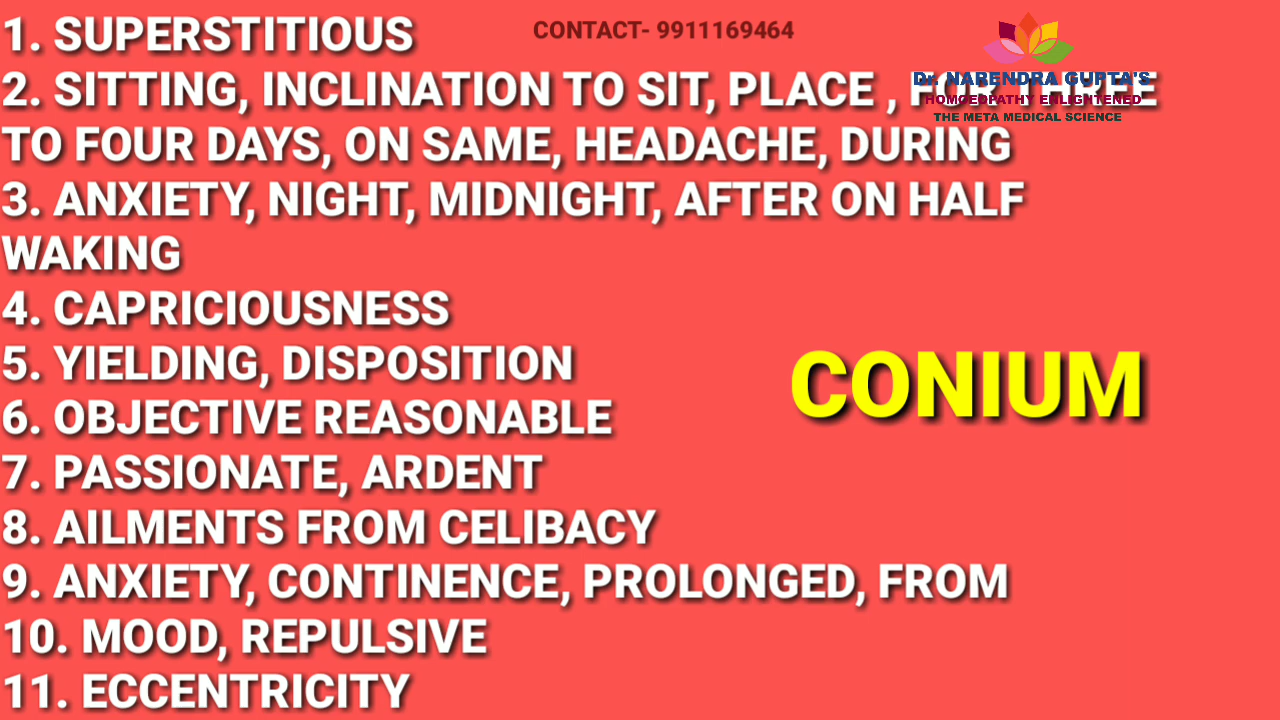 1. SUPERSTITIOUS
CONTACT- 9911169464
Dr. NARENDRA GUPTA'S
HOMOEOPATHY ENLIGHTENED
THE META MEDICAL SCIENCE
2. SITTING, INCLINATION TO SIT, PLACE , FOR THREE
TO FOUR DAYS, ON SAME, HEADACHE, DURING
3. ANXIETY, NIGHT, MIDNIGHT, AFTER ON HALF
WAKING
4. CAPRICIOUSNESS
5. YIELDING, DISPOSITION
6. OBJECTIVE REASONABLE
7. PASSIONATE, ARDENT
8. AILMENTS FROM CELIBACY
9. ANXIETY, CONTINENCE, PROLONGED, FROM
10. MOOD, REPULSIVE
11. ECCENTRICITY
CONIUM